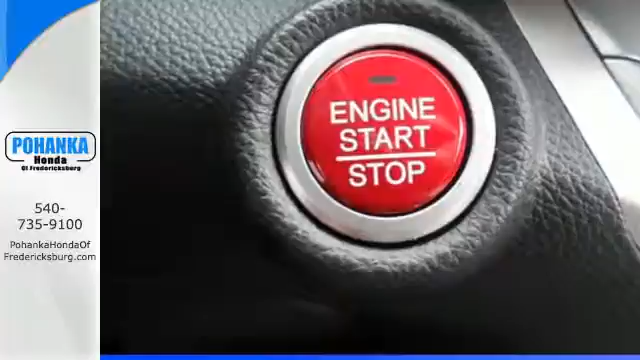 POHANKA
Honda
Of Fredericksburg
540-
735-9100
PohankaHondaOf
Fredericksburg.com
ENGINE
START
STOP